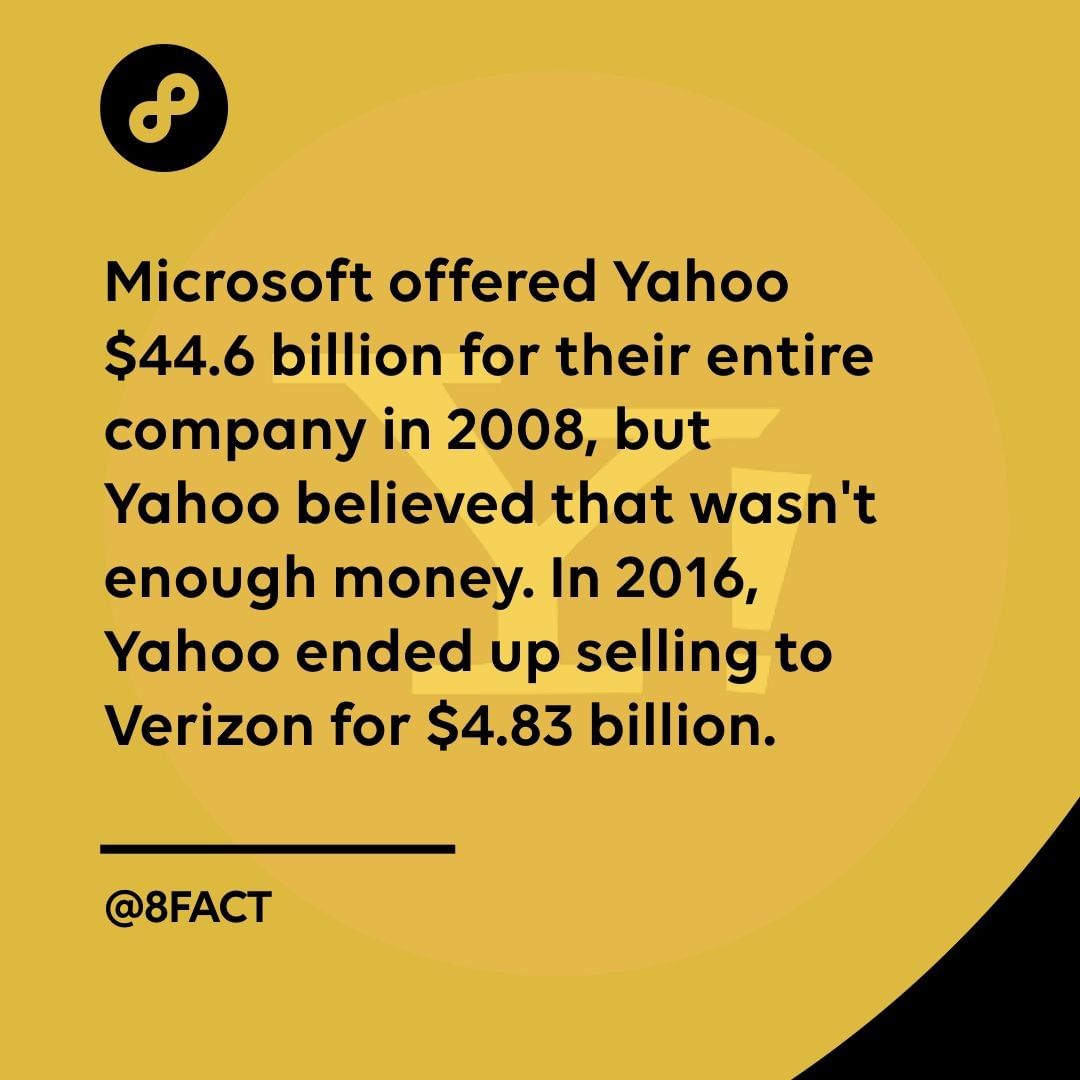 Microsoft offered Yahoo
$44.6 billion for their entire
company in 2008, but
Yahoo believed that wasn't
enough money. In 2016,
Yahoo ended up selling to
Verizon for $4.83 billion.
@8FACT